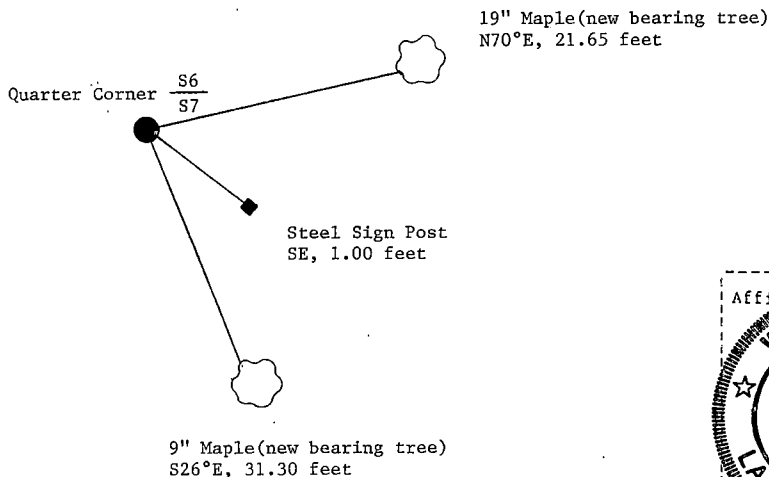 19" Maple(new bearing tree)
N70°E, 21.65 feet
Quarter Corner S6
S7
Steel Sign Post
SE, 1.00 feet
9" Maple(new bearing tree)
S26°E, 31.30 feet